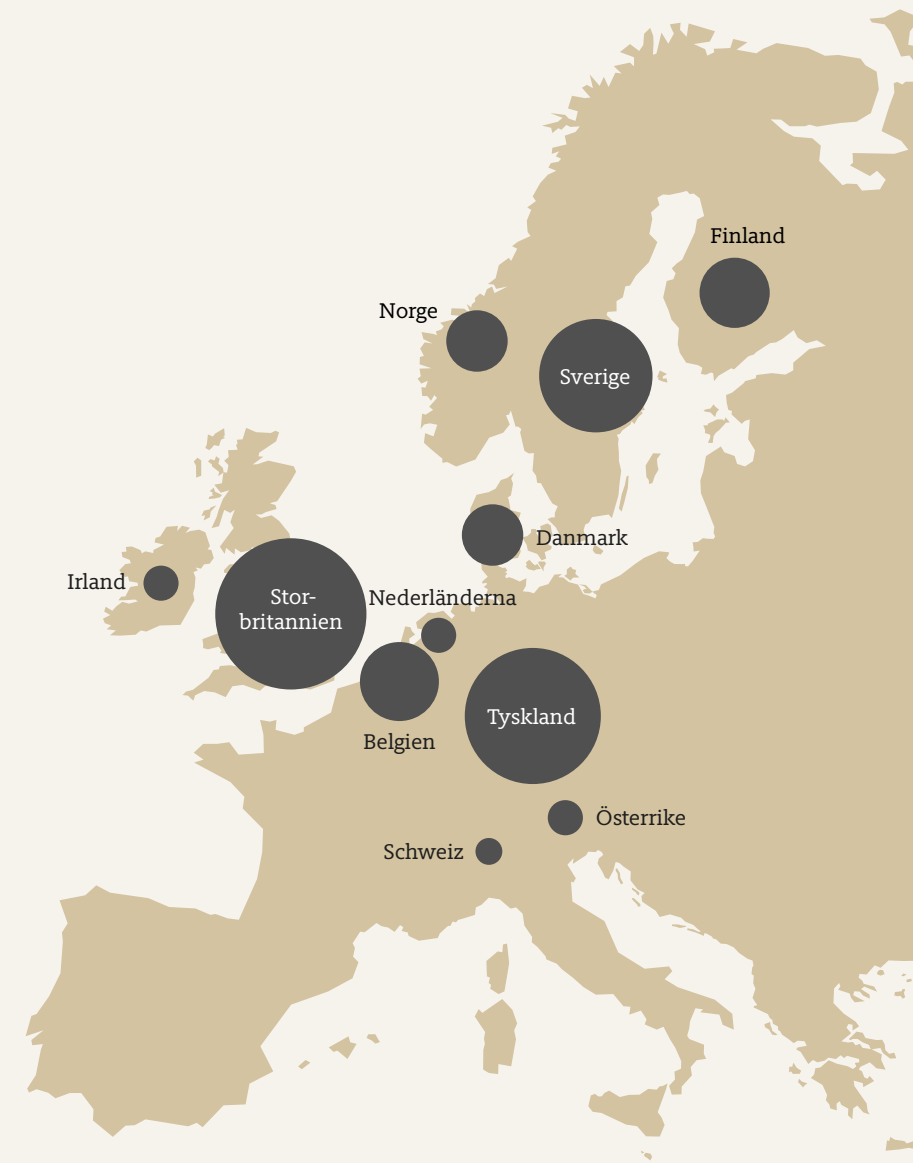 Finland
Norge
Sverige
Danmark
Irland
Stor-
britannien
Nederländerna
Tyskland
Belgien
Österrike
Schweiz